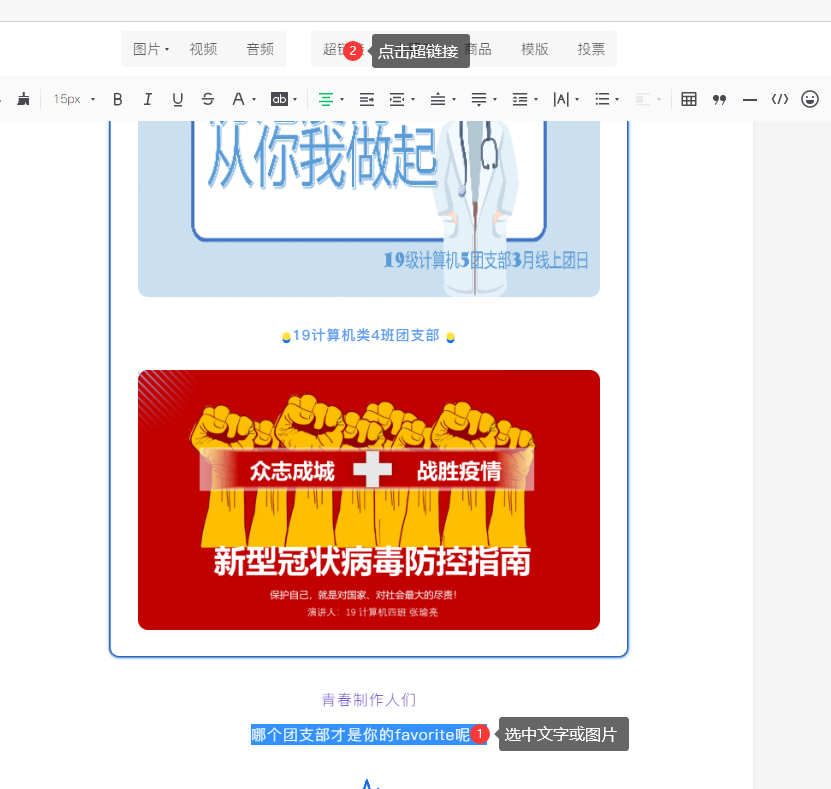 图片 视频 音频 超链 商品 模版 投票
2 点击超链接
15px B I U S A ab |A|
从你我做起
19级计算机5团支部3月线上团日
19计算机类4班团支部
众志成城 战胜疫情
新型冠状病毒防控指南
保护自己,就是对国家、对社会最大的尽责!
演讲人:19 计算机四班 张瑜亮
青春制作人们
哪个团支部才是你的favorite呢
1 选中文字或图片